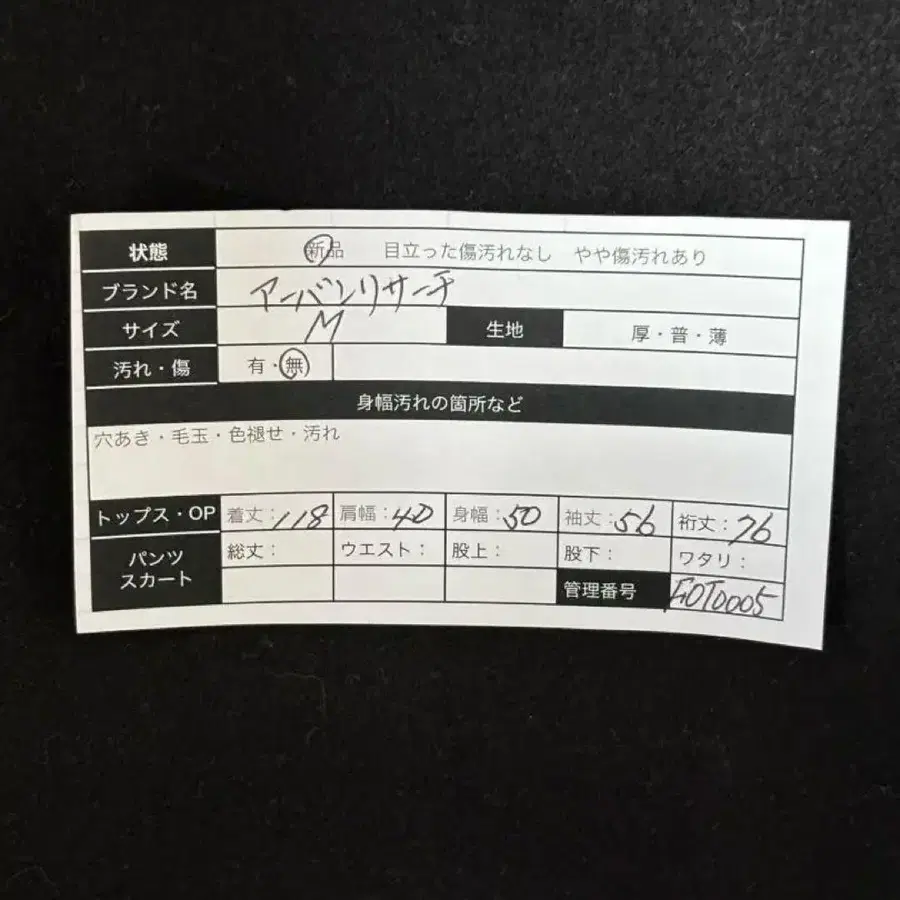 状態 新品 目立った傷汚れなし やや傷汚れあり
ブランド名 アーバンリサーチ
サイズ M 生地 厚・普・薄
汚れ・傷 有・無
身幅汚れの箇所など
穴あき・毛玉・色褪せ・汚れ
トップス・OP 着丈:118 肩幅:40 身幅:50 袖丈:56 裄丈:76
パンツ スカート 総丈: ウエスト: 股上: 股下: ワタリ:
管理番号